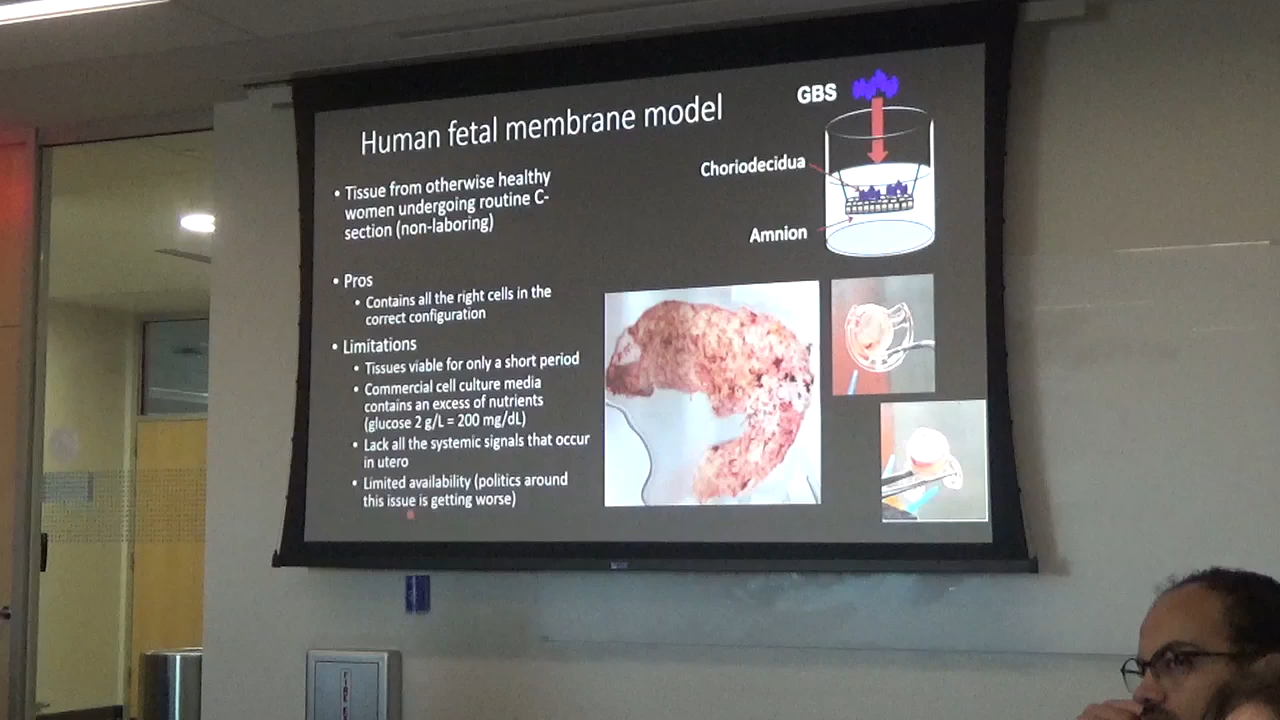 Human fetal membrane model
• Tissue from otherwise healthy
women undergoing routine C-
section (non-laboring)
• Pros
• Contains all the right cells in the
correct configuration
• Limitations
• Tissues viable for only a short period
• Commercial cell culture media
contains an excess of nutrients
(glucose 2 g/L = 200 mg/dL)
• Lack all the systemic signals that occur
in utero
• Limited availability (politics around
this issue is getting worse)
GBS
Choriodecidua
Amnion
FIRE